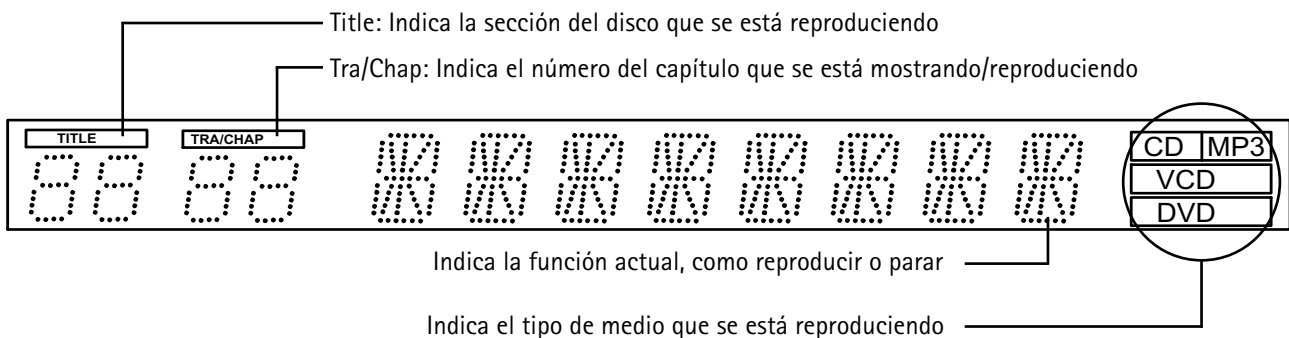 Title: Indica la sección del disco que se está reproduciendo
Tra/Chap: Indica el número del capítulo que se está mostrando/reproduciendo
TITLE TRA/CHAP
CD MP3
VCD
DVD
Indica la función actual, como reproducir o parar
Indica el tipo de medio que se está reproduciendo